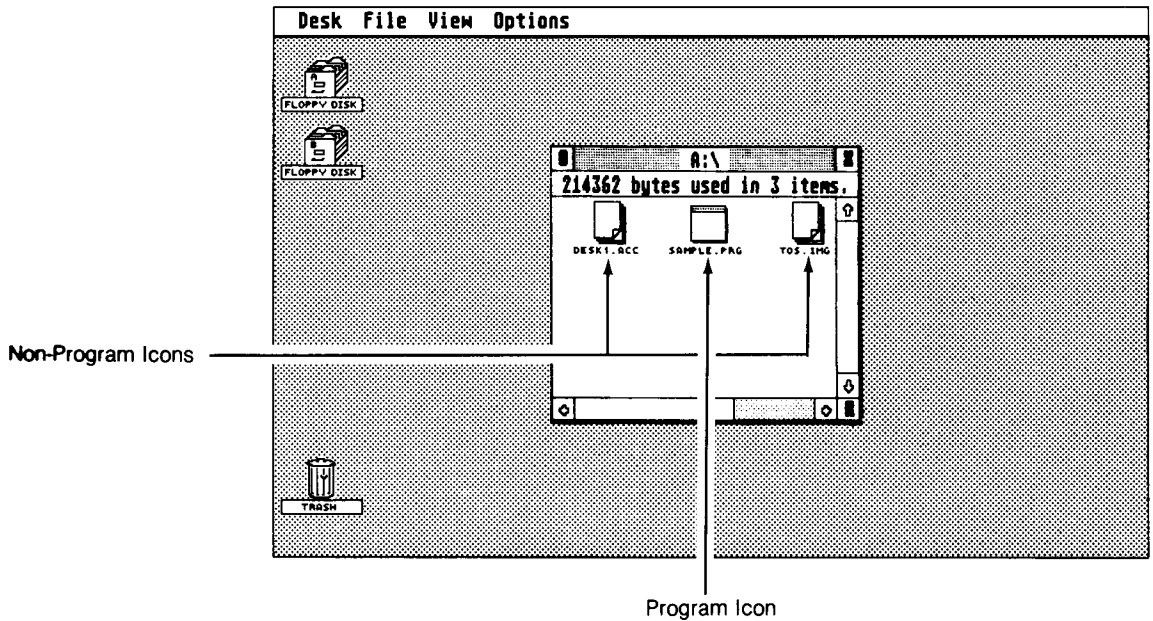 Desk File View Options
A
FLOPPY DISK
B
FLOPPY DISK
A:\
214362 bytes used in 3 items.
DESK1.ACC SAMPLE.PRG TOS.IMG
Non-Program Icons
TRASH
Program Icon